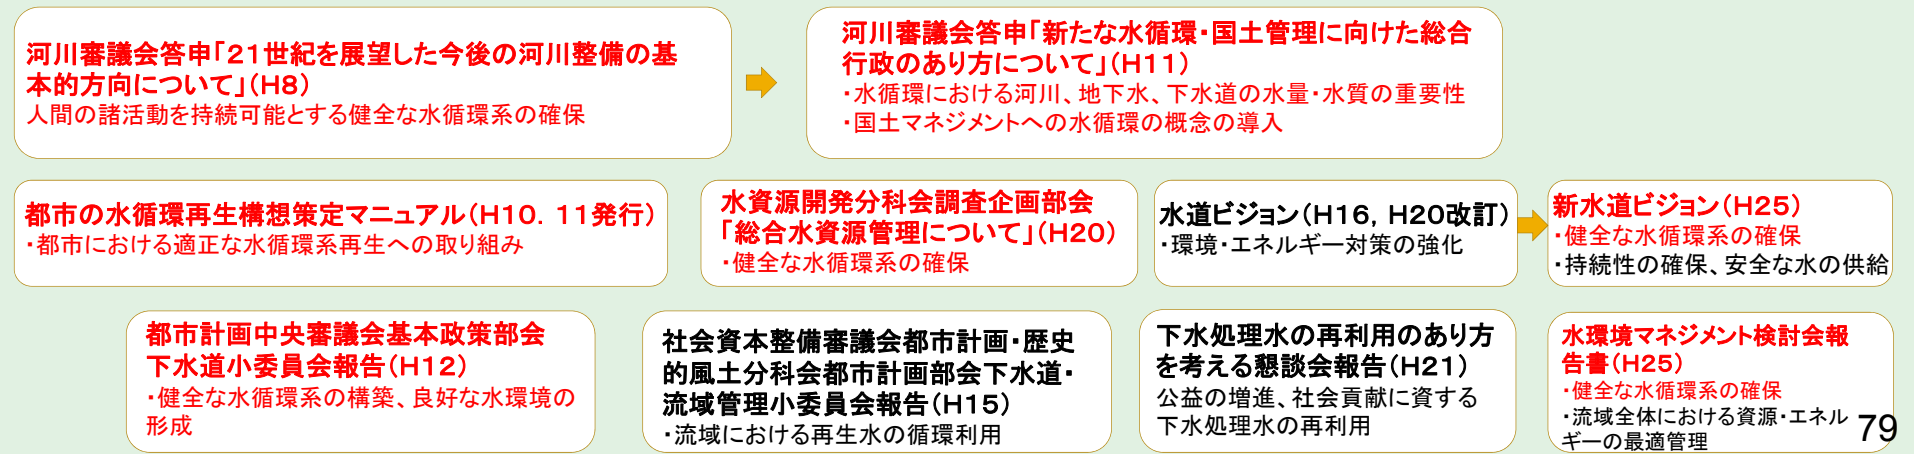 河川審議会答申「21世紀を展望した今後の河川整備の基
本的方向について」(H8)
人間の諸活動を持続可能とする健全な水循環系の確保
河川審議会答申「新たな水循環・国土管理に向けた総合
行政のあり方について」(H11)
・水循環における河川、地下水、下水道の水量・水質の重要性
・国土マネジメントへの水循環の概念の導入
都市の水循環再生構想策定マニュアル(H10．11発行)
・都市における適正な水循環系再生への取り組み
水資源開発分科会調査企画部会
「総合水資源管理について」(H20)
・健全な水循環系の確保
水道ビジョン(H16，H20改訂)
・環境・エネルギー対策の強化
新水道ビジョン(H25)
・健全な水循環系の確保
・持続性の確保、安全な水の供給
都市計画中央審議会基本政策部会
下水道小委員会報告(H12)
・健全な水循環系の構築、良好な水環境の
形成
社会資本整備審議会都市計画・歴史
的風土分科会都市計画部会下水道・
流域管理小委員会報告(H15)
・流域における再生水の循環利用
下水処理水の再利用のあり方
を考える懇談会報告(H21)
公益の増進、社会貢献に資する
下水処理水の再利用
水環境マネジメント検討会報
告書(H25)
・健全な水循環系の確保
・流域全体における資源・エネル
ギーの最適管理
79